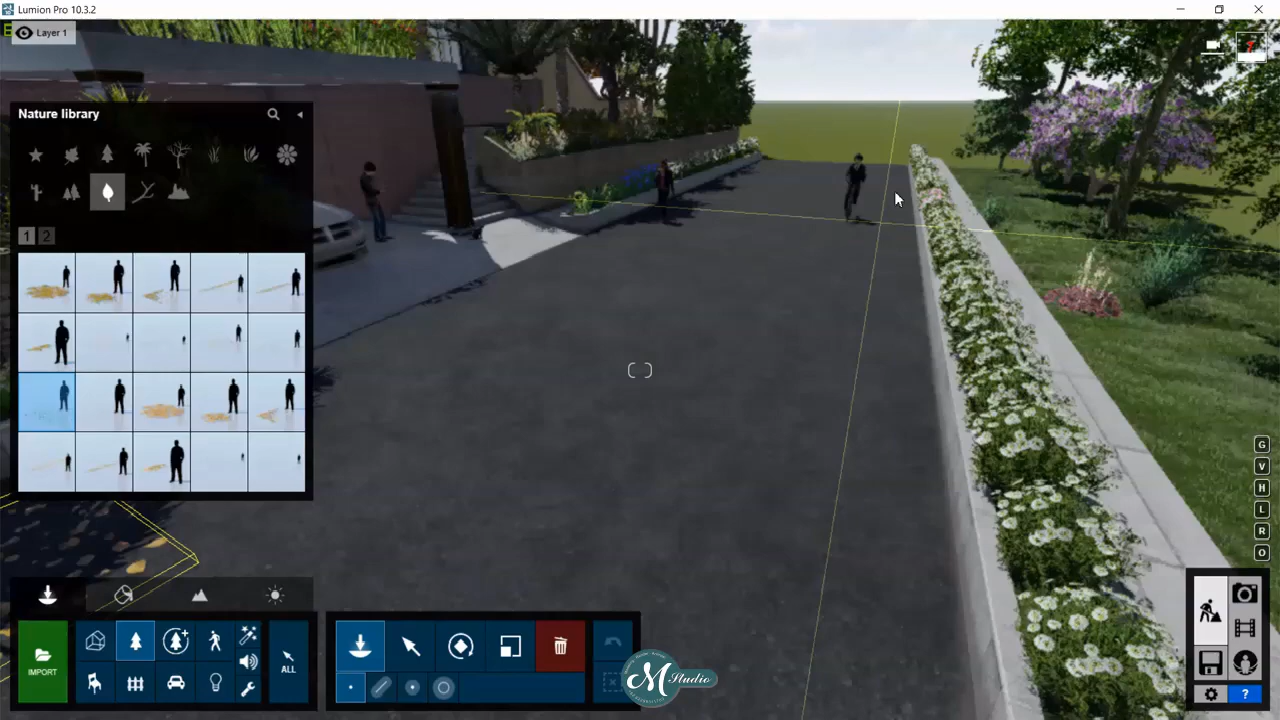 Lumion Pro 10.3.2
Layer 1
Nature library
1 2
G
V
H
L
R
O
IMPORT
ALL
M Studio
?